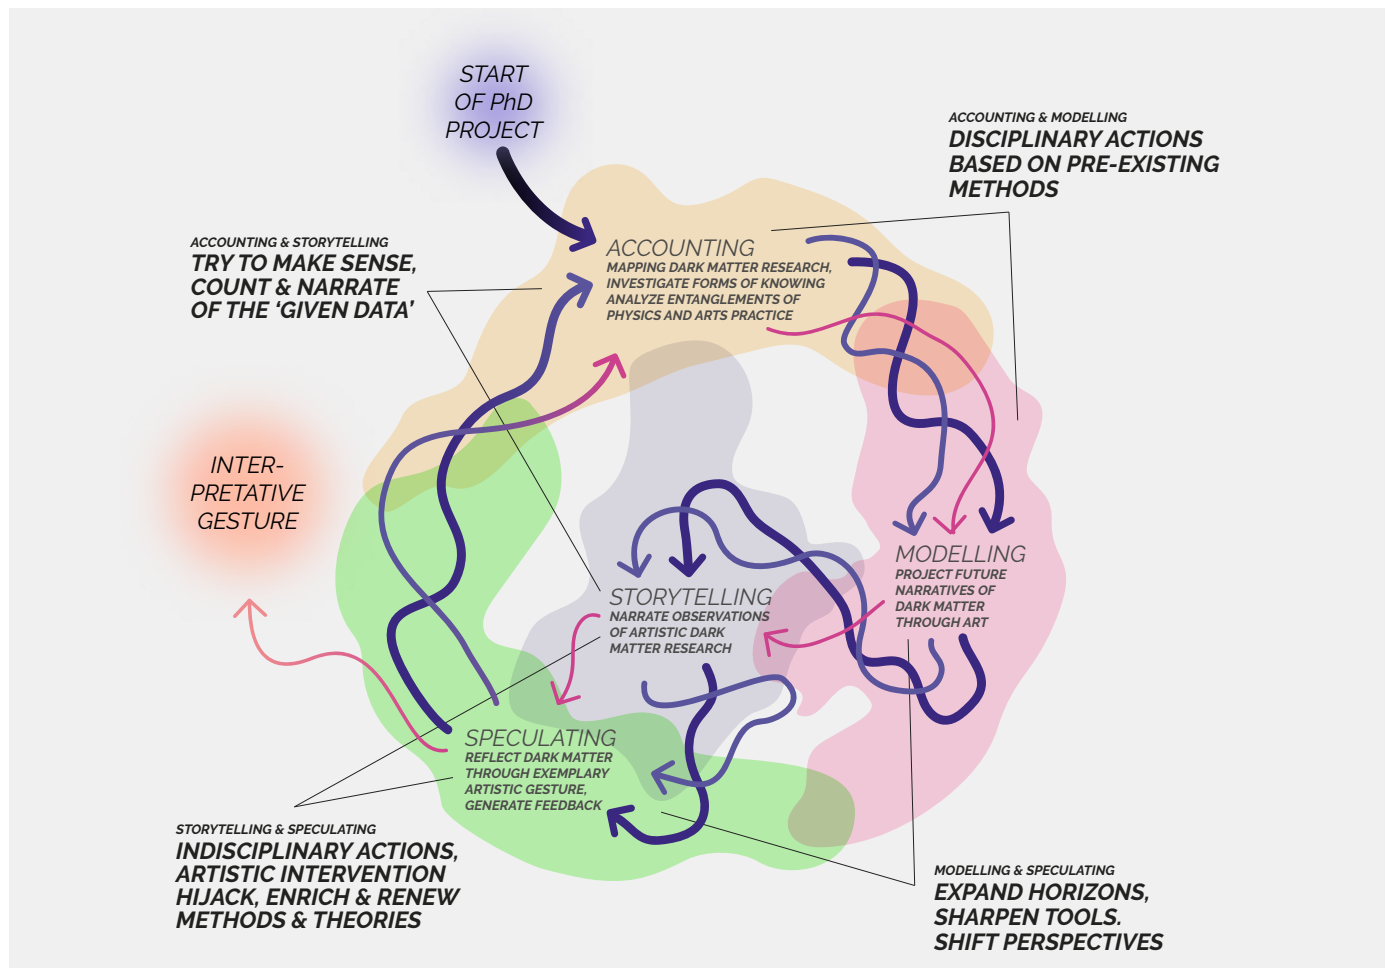 START
OF PhD
PROJECT
ACCOUNTING & MODELLING
DISCIPLINARY ACTIONS
BASED ON PRE-EXISTING
METHODS
ACCOUNTING & STORYTELLING
TRY TO MAKE SENSE,
COUNT & NARRATE
OF THE ‘GIVEN DATA’
ACCOUNTING
MAPPING DARK MATTER RESEARCH,
INVESTIGATE FORMS OF KNOWING
ANALYZE ENTANGLEMENTS OF
PHYSICS AND ARTS PRACTICE
INTER-
PRETATIVE
GESTURE
MODELLING
PROJECT FUTURE
NARRATIVES OF
DARK MATTER
THROUGH ART
STORYTELLING
NARRATE OBSERVATIONS
OF ARTISTIC DARK
MATTER RESEARCH
SPECULATING
REFLECT DARK MATTER
THROUGH EXEMPLARY
ARTISTIC GESTURE,
GENERATE FEEDBACK
STORYTELLING & SPECULATING
INDISCIPLINARY ACTIONS,
ARTISTIC INTERVENTION
HIJACK, ENRICH & RENEW
METHODS & THEORIES
MODELLING & SPECULATING
EXPAND HORIZONS,
SHARPEN TOOLS.
SHIFT PERSPECTIVES